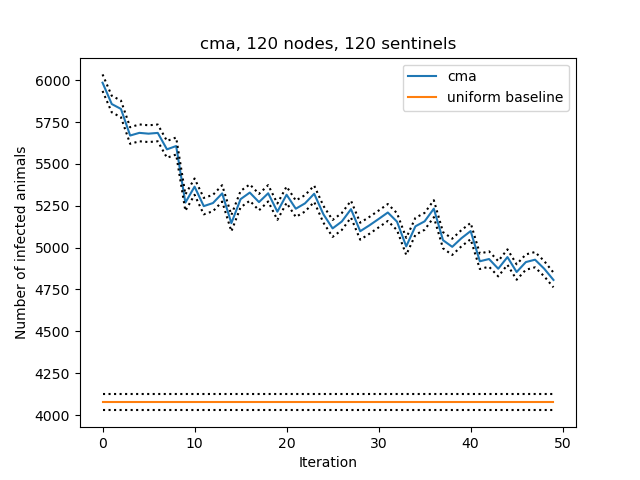 cma, 120 nodes, 120 sentinels
cma
uniform baseline
Number of infected animals
6000
5750
5500
5250
5000
4750
4500
4250
4000
0 10 20 30 40 50
Iteration